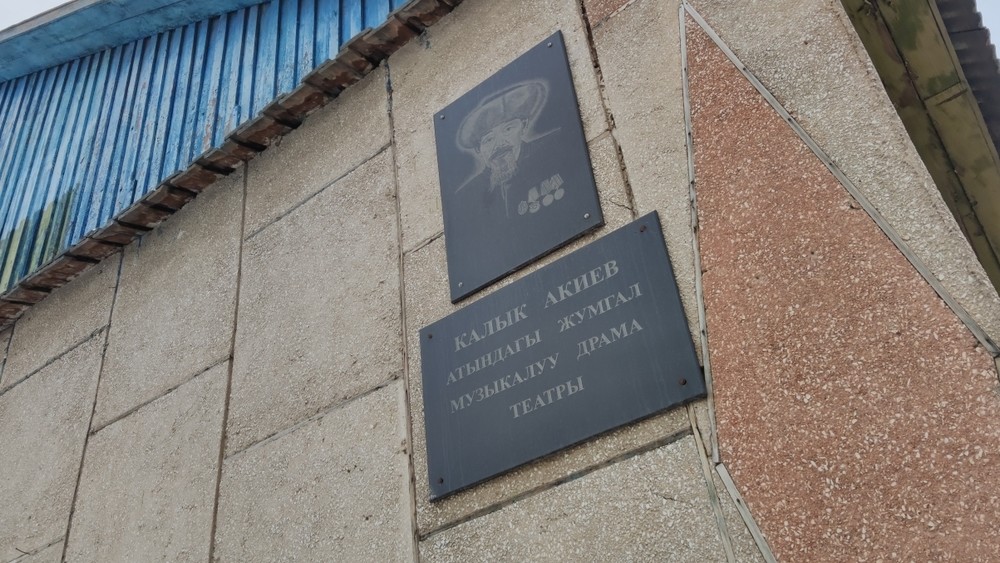 КАЛЫК АКИЕВ
АТЫНДАГЫ ЖУМГАЛ
МУЗЫКАЛУУ ДРАМА
ТЕАТРЫ